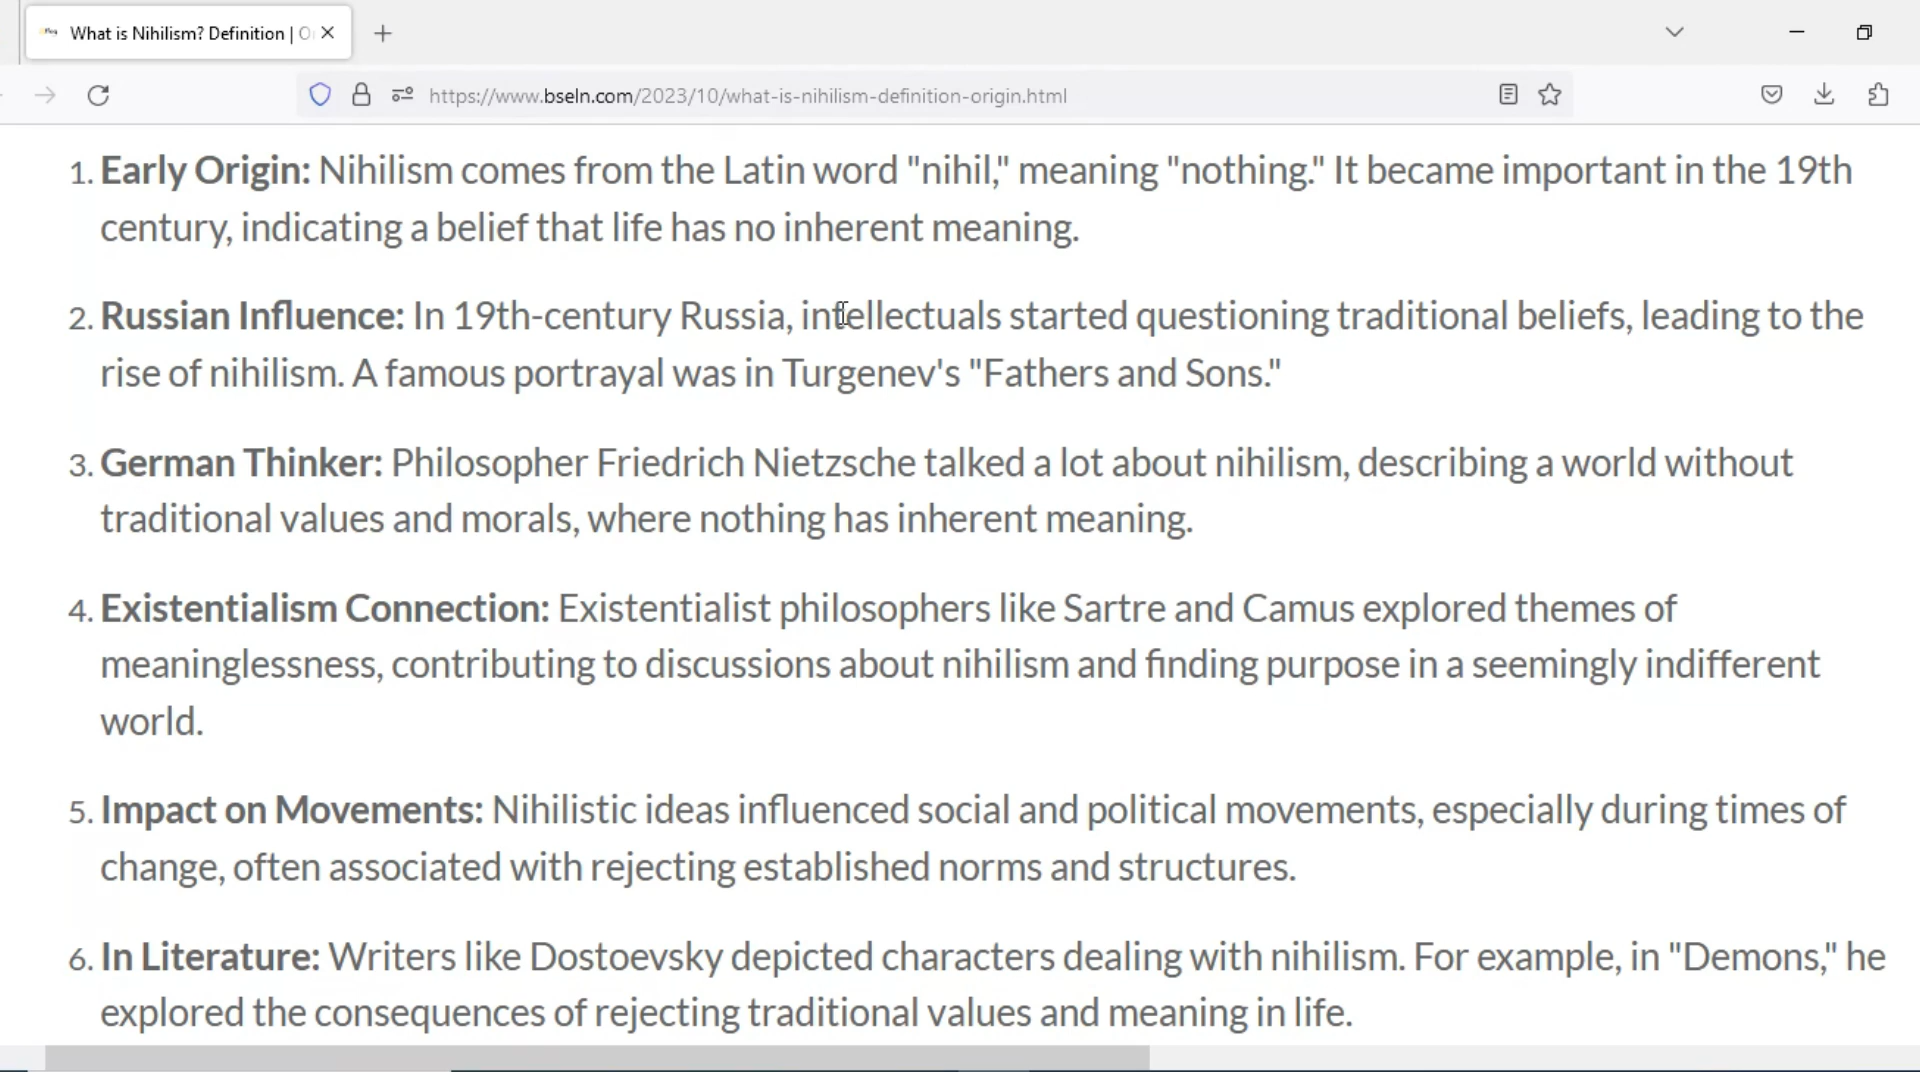 What is Nihilism? Definition | O
https://www.bseln.com/2023/10/what-is-nihilism-definition-origin.html
1. Early Origin: Nihilism comes from the Latin word "nihil," meaning "nothing." It became important in the 19th
century, indicating a belief that life has no inherent meaning.
2. Russian Influence: In 19th-century Russia, intellectuals started questioning traditional beliefs, leading to the
rise of nihilism. A famous portrayal was in Turgenev's "Fathers and Sons."
3. German Thinker: Philosopher Friedrich Nietzsche talked a lot about nihilism, describing a world without
traditional values and morals, where nothing has inherent meaning.
4. Existentialism Connection: Existentialist philosophers like Sartre and Camus explored themes of
meaninglessness, contributing to discussions about nihilism and finding purpose in a seemingly indifferent
world.
5. Impact on Movements: Nihilistic ideas influenced social and political movements, especially during times of
change, often associated with rejecting established norms and structures.
6. In Literature: Writers like Dostoevsky depicted characters dealing with nihilism. For example, in "Demons," he
explored the consequences of rejecting traditional values and meaning in life.